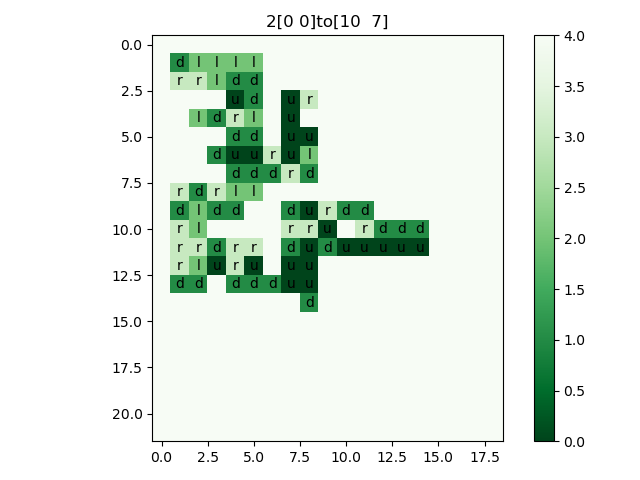 2[0 0]to[10 7]
0.0
2.5
5.0
7.5
10.0
12.5
15.0
17.5
20.0
d l l l l
r r l d d
u d u r
l d r l u
d d u u
d u u r u l
d d d r d
r d r l l
d l d d d u r d d
r l r r u r d d d
r r d r r d u d u u u u u
r l u r u u u
d d d d d u u
d
0.0 2.5 5.0 7.5 10.0 12.5 15.0 17.5
4.0
3.5
3.0
2.5
2.0
1.5
1.0
0.5
0.0